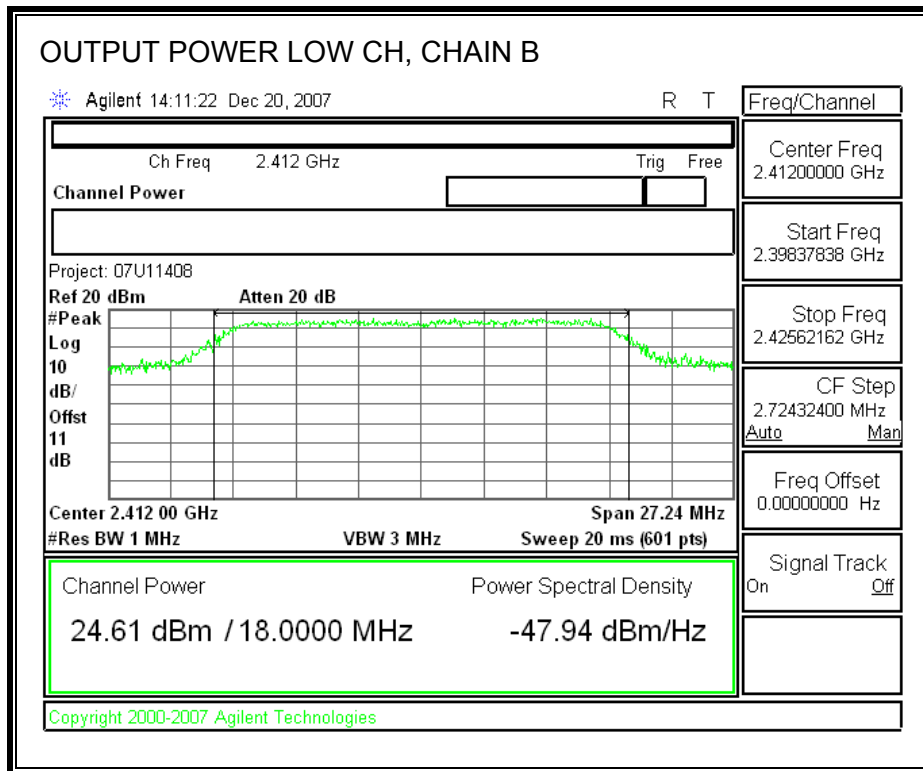 OUTPUT POWER LOW CH, CHAIN B
Agilent 14:11:22 Dec 20, 2007 R T
Freq/Channel
Ch Freq 2.412 GHz Trig Free
Channel Power
Center Freq
2.41200000 GHz
Start Freq
2.39837838 GHz
Project: 07U11408
Ref 20 dBm Atten 20 dB
#Peak
Log
10
dB/
Offst
11
dB
Stop Freq
2.42562162 GHz
CF Step
2.72432400 MHz
Auto Man
Freq Offset
0.00000000 Hz
Center 2.412 00 GHz Span 27.24 MHz
#Res BW 1 MHz VBW 3 MHz Sweep 20 ms (601 pts)
Signal Track
On Off
Channel Power Power Spectral Density
24.61 dBm / 18.0000 MHz -47.94 dBm/Hz
Copyright 2000-2007 Agilent Technologies